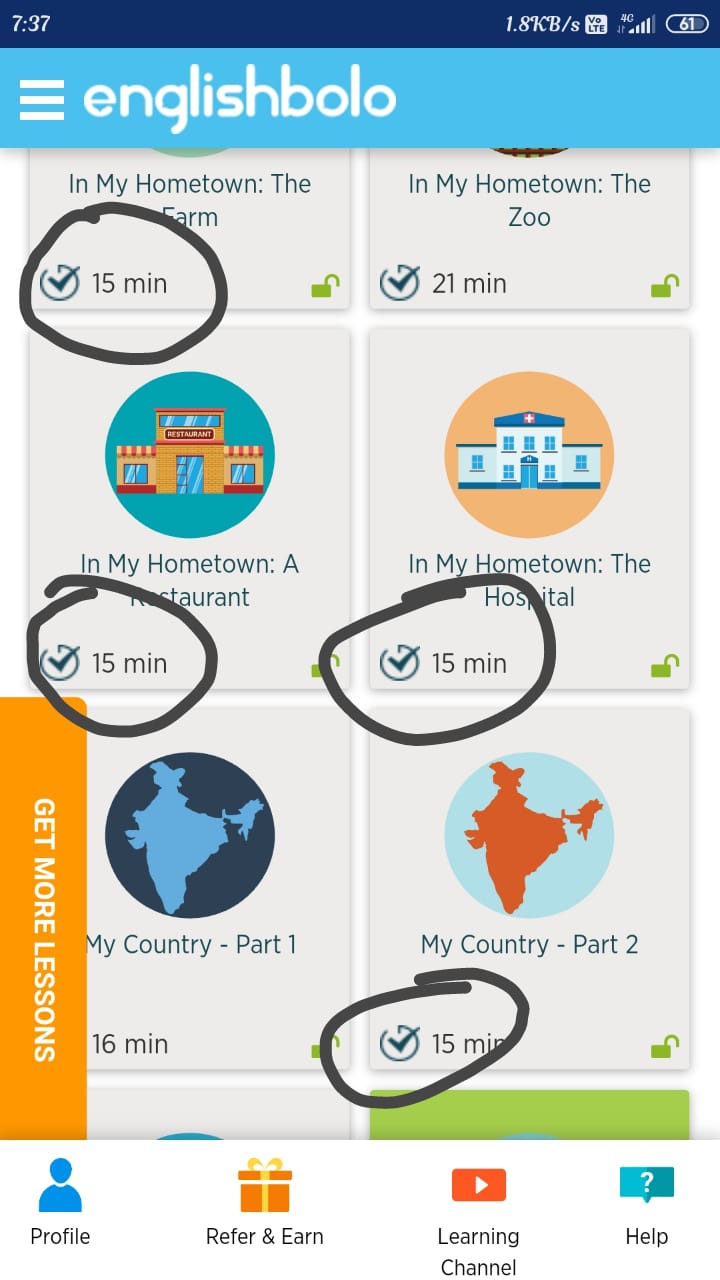 7:37 1.8KB/s Vo LTE 4G 61
englishbolo
In My Hometown: The
Farm
15 min
In My Hometown: The
Zoo
21 min
RESTAURANT
In My Hometown: A
Restaurant
15 min
H
In My Hometown: The
Hospital
15 min
My Country - Part 1
16 min
My Country - Part 2
15 min
GET MORE LESSONS
Profile
Refer & Earn
Learning
Channel
?
Help